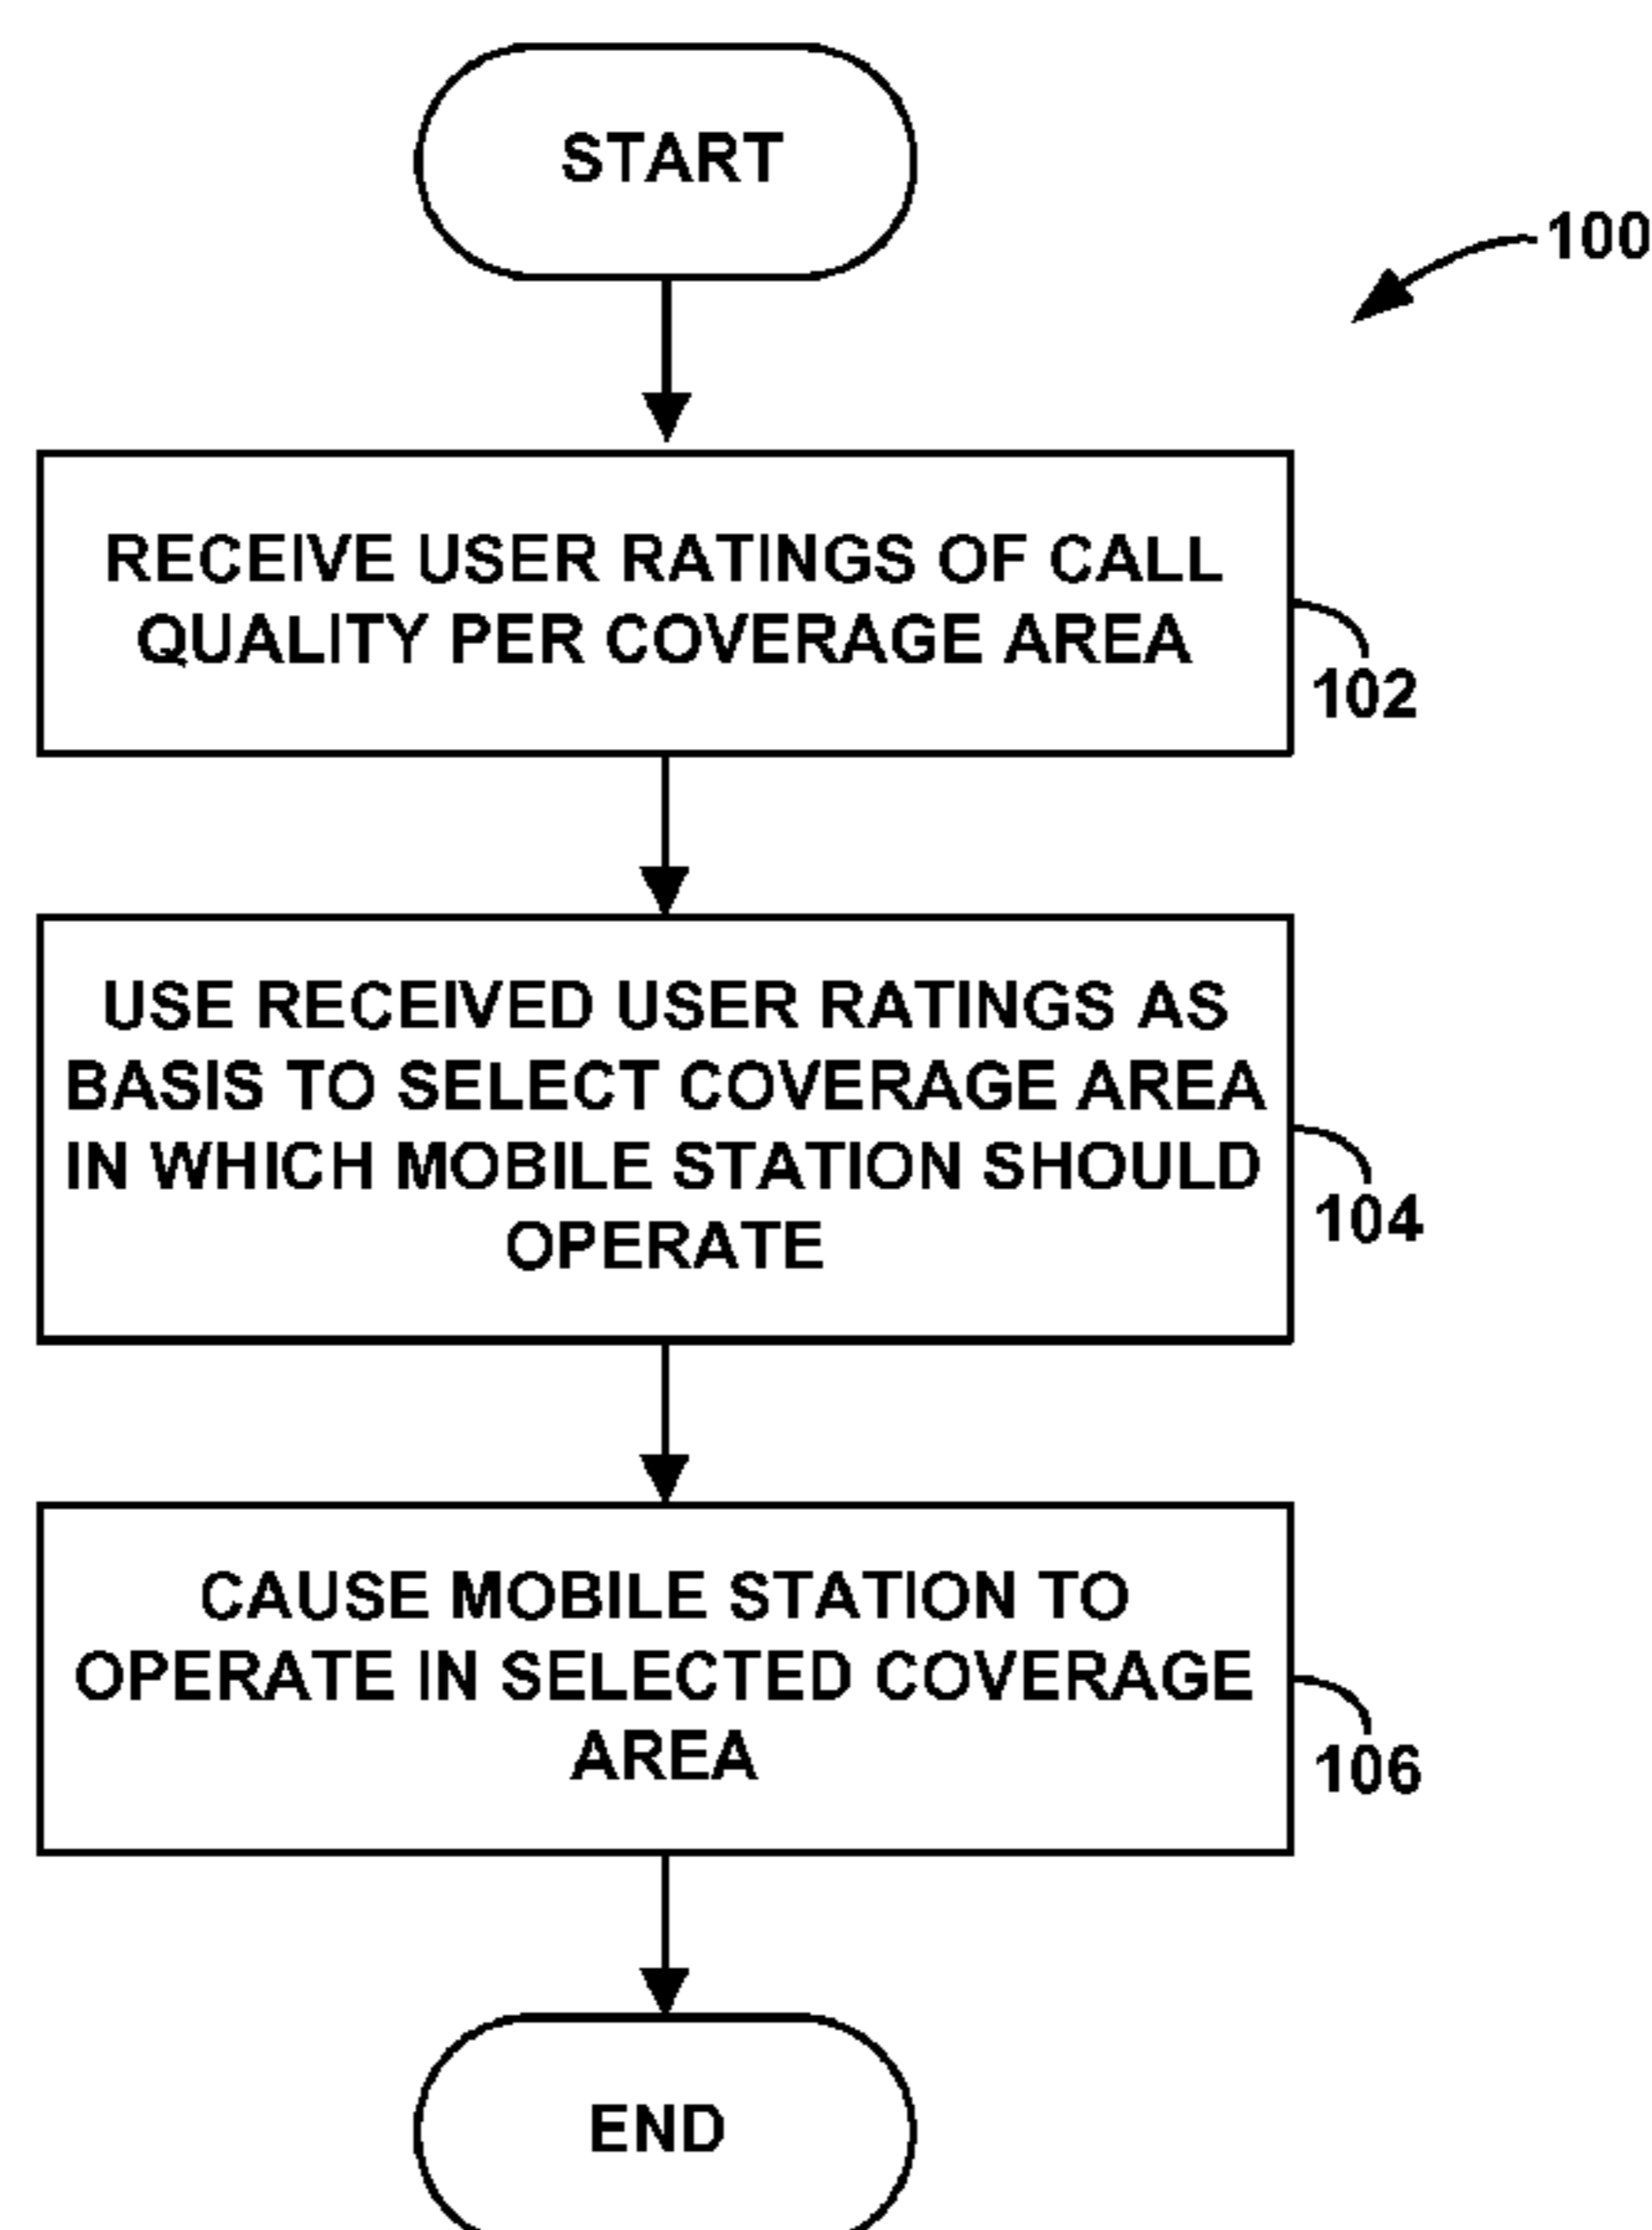 START
100
RECEIVE USER RATINGS OF CALL
QUALITY PER COVERAGE AREA
102
USE RECEIVED USER RATINGS AS
BASIS TO SELECT COVERAGE AREA
IN WHICH MOBILE STATION SHOULD
OPERATE
104
CAUSE MOBILE STATION TO
OPERATE IN SELECTED COVERAGE
AREA
106
END